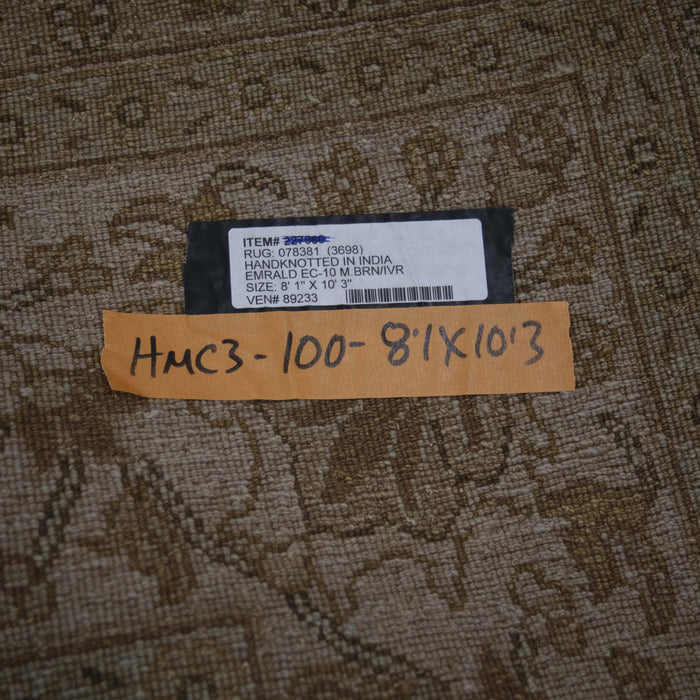 ITEM# 227060.
RUG: 078381 (3698)
HANDKNOTTED IN INDIA
EMRALD EC-10 M.BRN/IVR
SIZE: 8' 1" X 10' 3"
VEN# 89233
HMC3-100-8'1X10'3